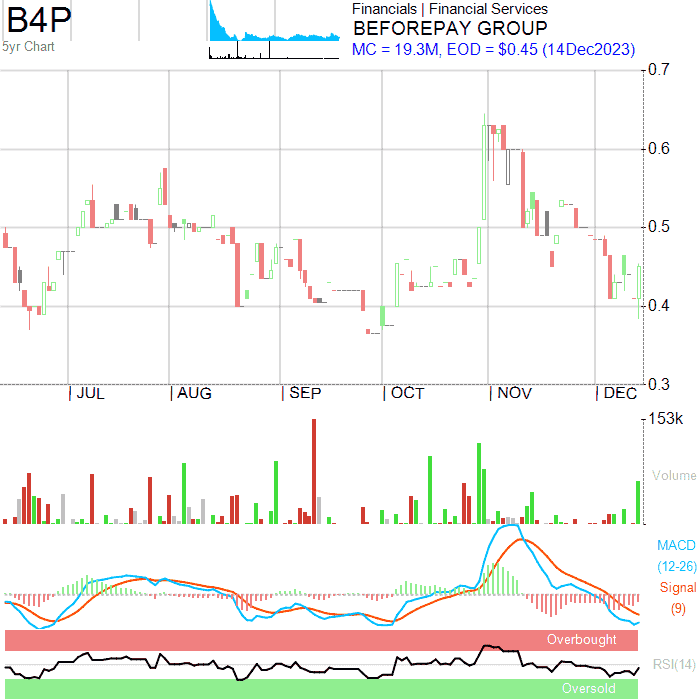 B4P
5yr Chart
Financials | Financial Services
BEFOREPAY GROUP
MC = 19.3M, EOD = $0.45 (14Dec2023)
0.7
0.6
0.5
0.4
0.3
JUL
AUG
SEP
OCT
NOV
DEC
153k
Volume
MACD
(12-26)
Signal
(9)
Overbought
RSI(14)
Oversold